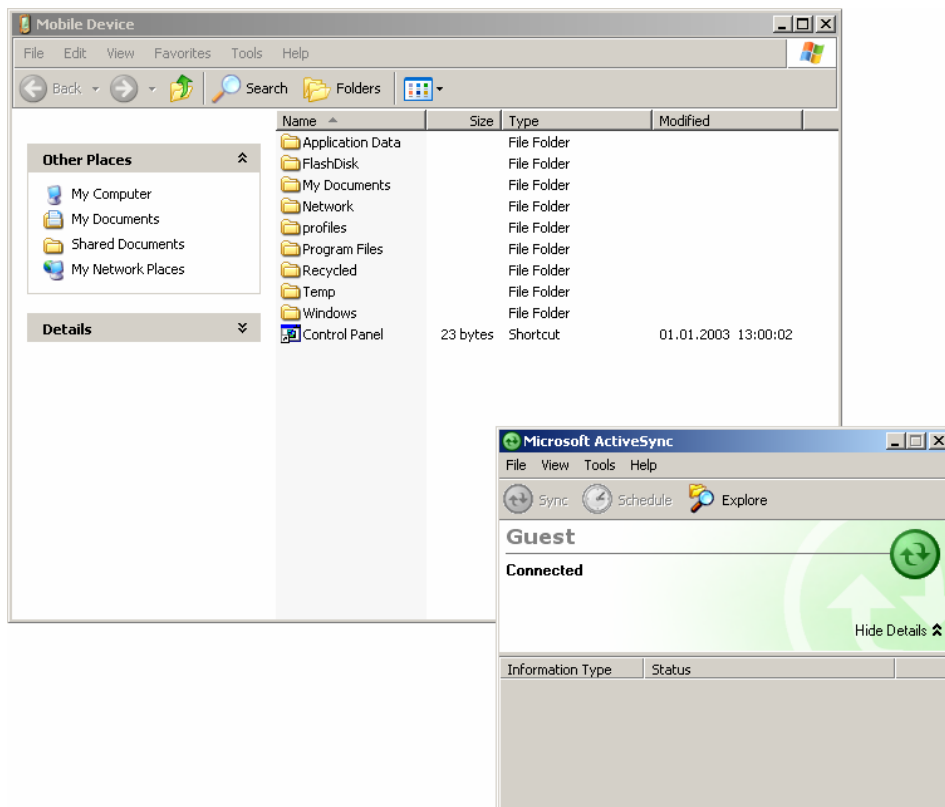 Mobile Device
File Edit View Favorites Tools Help
Back Search Folders
Name Size Type Modified
Other Places
My Computer
My Documents
Shared Documents
My Network Places
Details
Application Data File Folder
FlashDisk File Folder
My Documents File Folder
Network File Folder
profiles File Folder
Program Files File Folder
Recycled File Folder
Temp File Folder
Windows File Folder
Control Panel 23 bytes Shortcut 01.01.2003 13:00:02
Microsoft ActiveSync
File View Tools Help
Sync Schedule Explore
Guest
Connected
Hide Details
Information Type Status